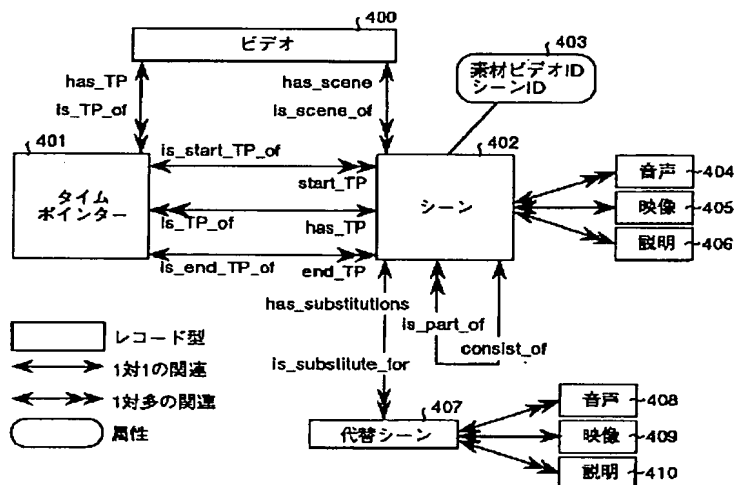 400
ビデオ
403
has_TP
has_scene
素材ビデオID
シーンID
is_TP_of
is_scene_of
401
402
is_start_TP_of
start_TP
タイム
ポインター
シーン
音声
404
映像
405
is_TP_of
has_TP
説明
406
is_end_TP_of
end_TP
has_substitutions
is_part_of
レコード型
consist_of
1対1の関連
is_substitute_for
1対多の関連
407
音声
408
属性
代替シーン
映像
409
説明
410